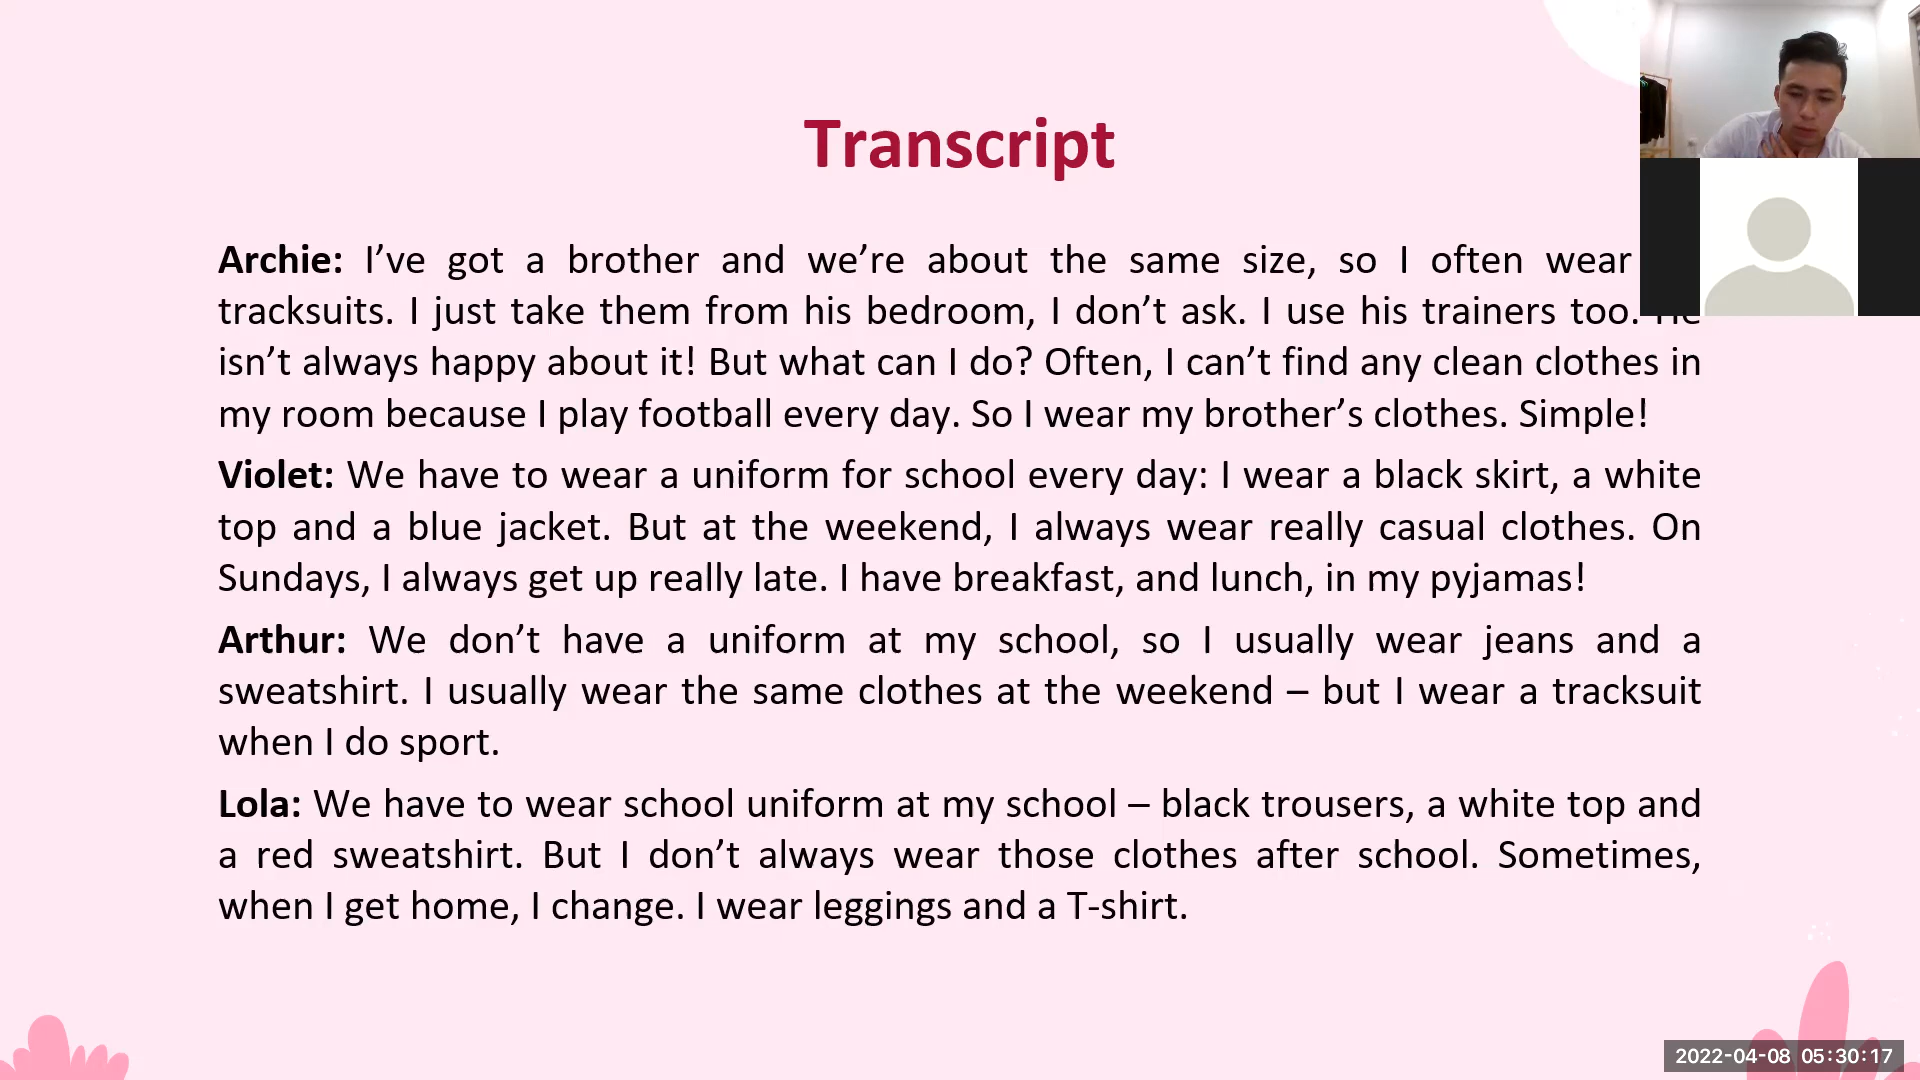 Transcript
Archie: I’ve got a brother and we’re about the same size, so I often wear
tracksuits. I just take them from his bedroom, I don’t ask. I use his trainers too. He
isn’t always happy about it! But what can I do? Often, I can’t find any clean clothes in
my room because I play football every day. So I wear my brother’s clothes. Simple!
Violet: We have to wear a uniform for school every day: I wear a black skirt, a white
top and a blue jacket. But at the weekend, I always wear really casual clothes. On
Sundays, I always get up really late. I have breakfast, and lunch, in my pyjamas!
Arthur: We don’t have a uniform at my school, so I usually wear jeans and a
sweatshirt. I usually wear the same clothes at the weekend – but I wear a tracksuit
when I do sport.
Lola: We have to wear school uniform at my school – black trousers, a white top and
a red sweatshirt. But I don’t always wear those clothes after school. Sometimes,
when I get home, I change. I wear leggings and a T-shirt.
2022-04-08 05:30:17